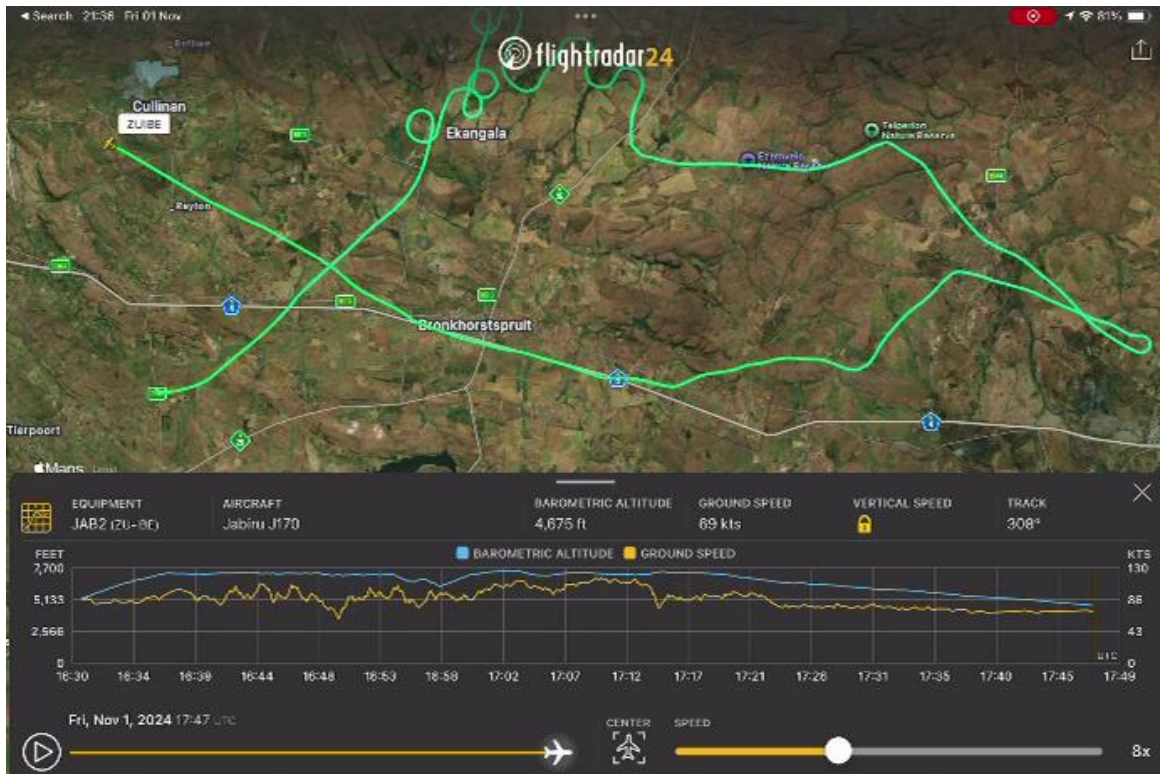 ◄ Search 21:36 Fri 01 Nov
81%
flightradar24
Cullinan
ZUIBE
Ekangala
Rayton
Bronkhorstspruit
Tierpoort
Maps
EQUIPMENT
JAB2
AIRCRAFT
Jabiru J170
BAROMETRIC ALTITUDE
4,675 ft
GROUND SPEED
69 kts
VERTICAL SPEED
TRACK
308°
FEET
BAROMETRIC ALTITUDE GROUND SPEED
KTS
7,700
130
5,133
86
2,566
43
0
0
UTC
16:30 16:34 16:39 16:44 16:48 16:53 16:58 17:02 17:07 17:12 17:17 17:21 17:26 17:31 17:35 17:40 17:45 17:49
Fri, Nov 1, 2024 17:47 UTC
CENTER
SPEED
8x